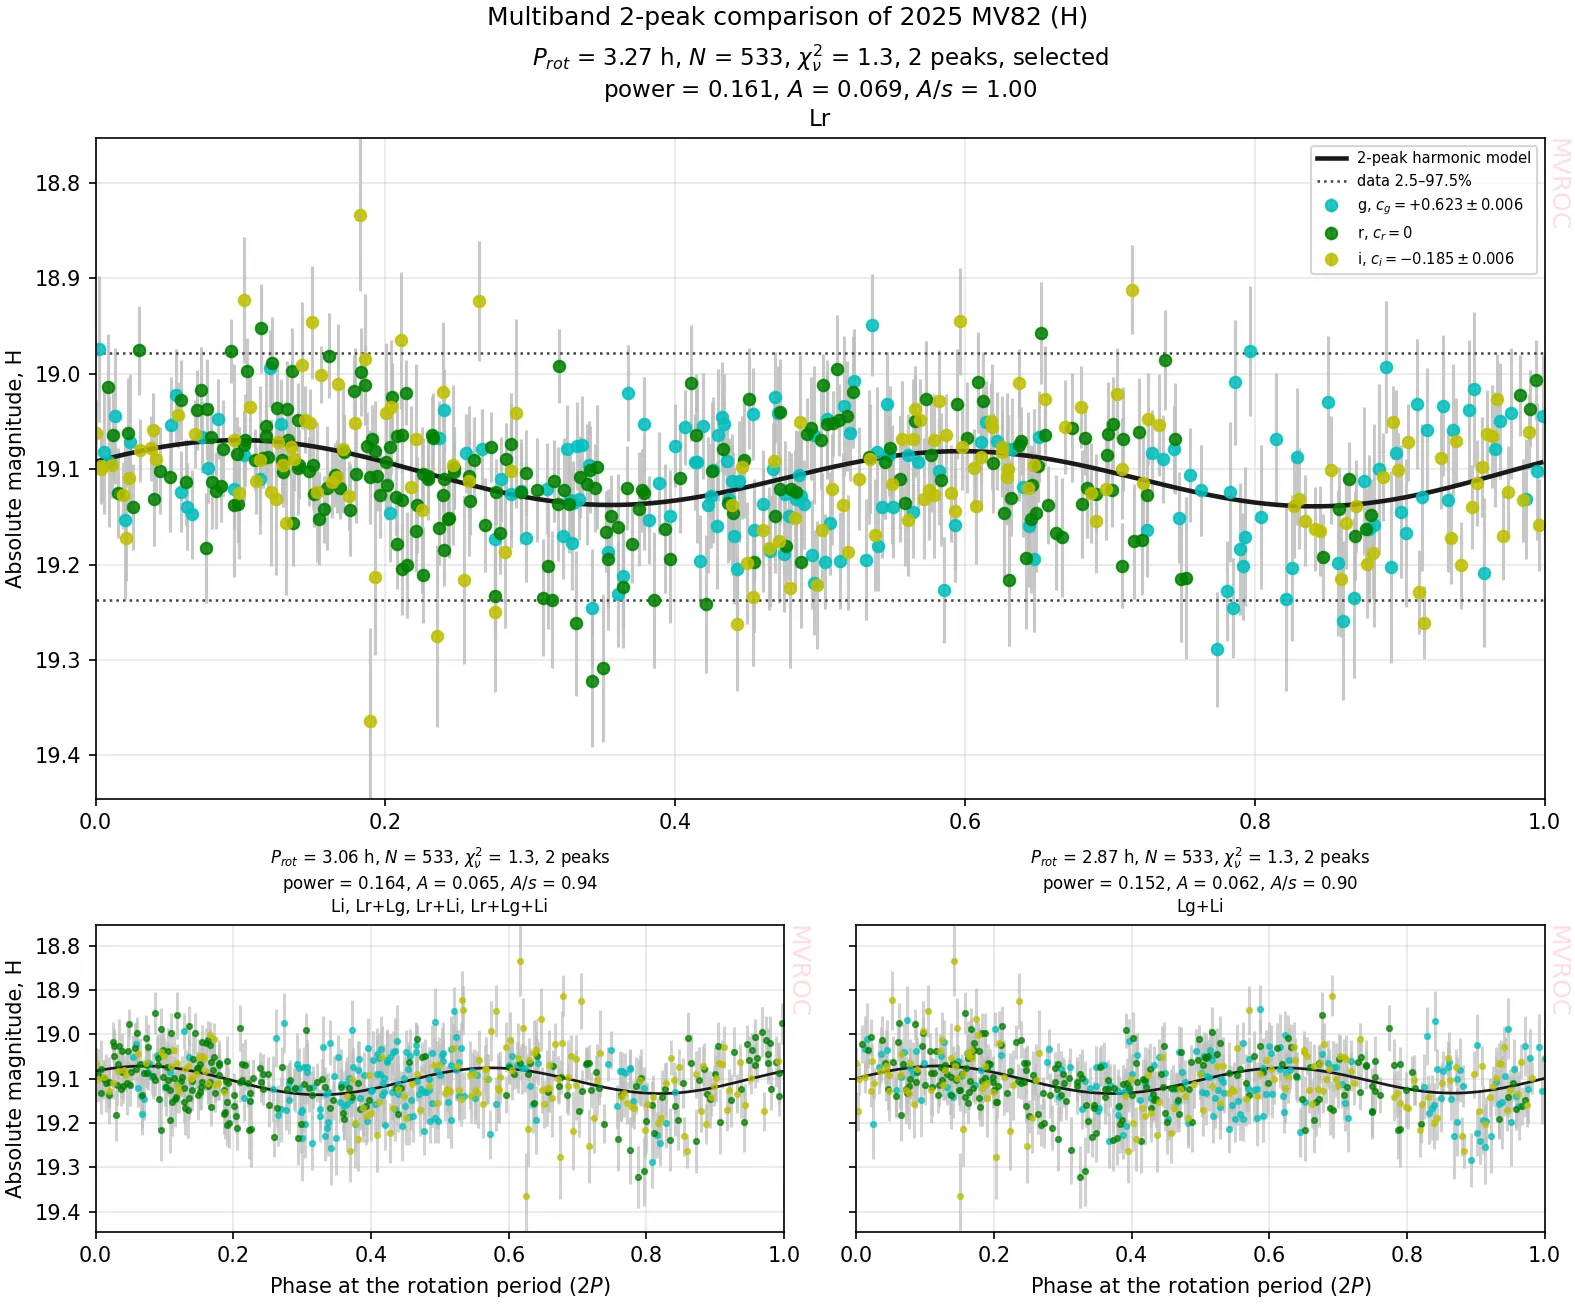 Multiband 2-peak comparison of 2025 MV82 (H)
P_rot = 3.27 h, N = 533, χ²_ν = 1.3, 2 peaks, selected
power = 0.161, A = 0.069, A/s = 1.00
Lr
2-peak harmonic model
data 2.5–97.5%
g, c_g = +0.623 ± 0.006
r, c_r = 0
i, c_i = −0.185 ± 0.006
MVROC
Absolute magnitude, H
18.8
18.9
19.0
19.1
19.2
19.3
19.4
0.0 0.2 0.4 0.6 0.8 1.0
P_rot = 3.06 h, N = 533, χ²_ν = 1.3, 2 peaks
power = 0.164, A = 0.065, A/s = 0.94
Li, Lr+Lg, Lr+Li, Lr+Lg+Li
MVROC
Absolute magnitude, H
18.8
18.9
19.0
19.1
19.2
19.3
19.4
0.0 0.2 0.4 0.6 0.8 1.0
Phase at the rotation period (2P)
P_rot = 2.87 h, N = 533, χ²_ν = 1.3, 2 peaks
power = 0.152, A = 0.062, A/s = 0.90
Lg+Li
MVROC
0.0 0.2 0.4 0.6 0.8 1.0
Phase at the rotation period (2P)